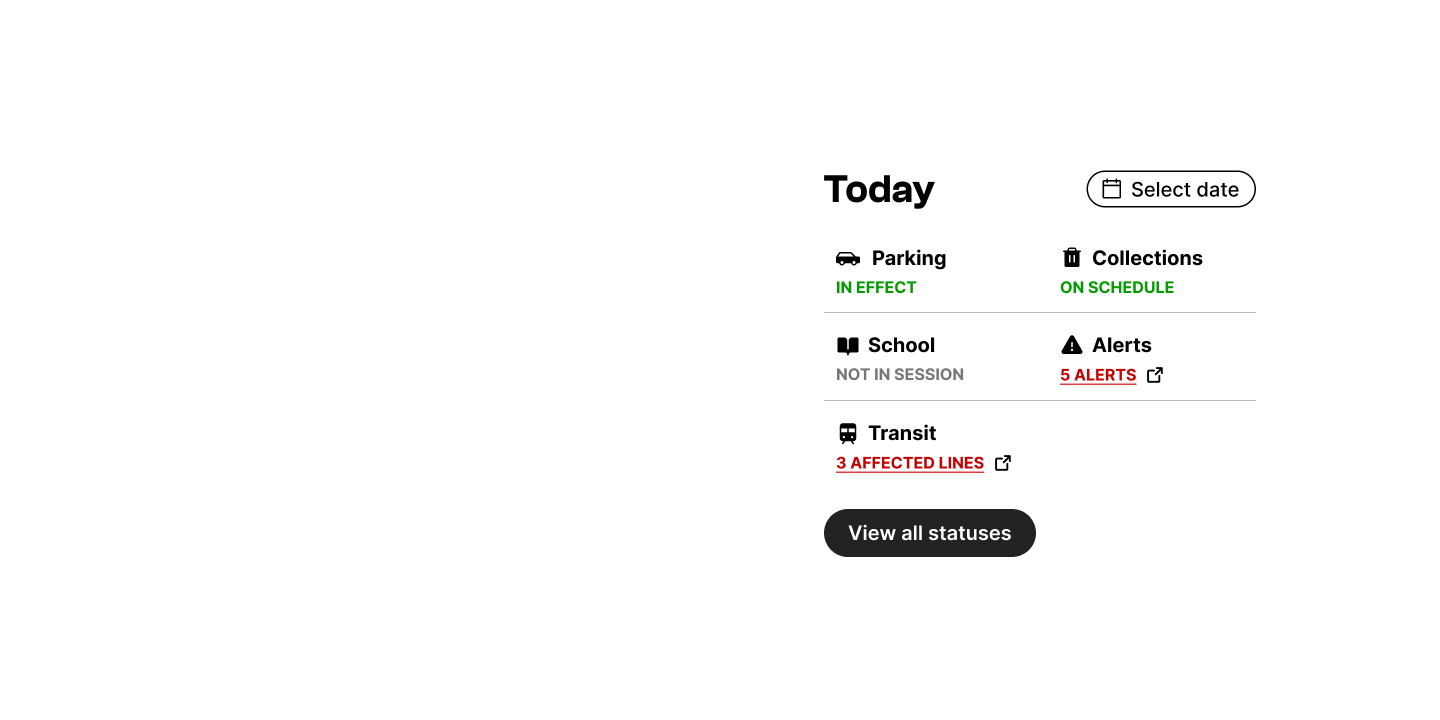 Today
Select date
Parking
IN EFFECT
Collections
ON SCHEDULE
School
NOT IN SESSION
Alerts
5 ALERTS
Transit
3 AFFECTED LINES
View all statuses